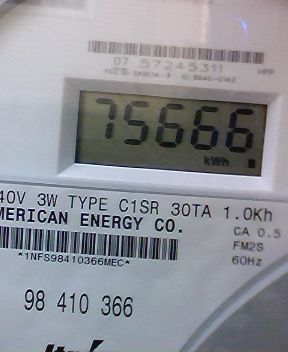 07 57245311
75666
kWh
40V 3W TYPE C1SR 30TA 1.0Kh
MERICAN ENERGY CO.
CA 0.5
FM2S
*1NFS98410366MEC*
60Hz
98 410 366